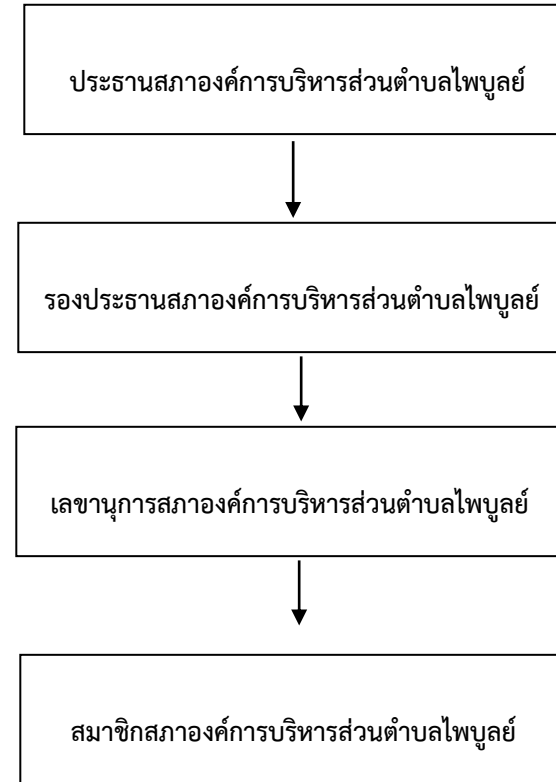 ประธานสภาองค์การบริหารส่วนตำบลไพบูลย์
รองประธานสภาองค์การบริหารส่วนตำบลไพบูลย์
เลขานุการสภาองค์การบริหารส่วนตำบลไพบูลย์
สมาชิกสภาองค์การบริหารส่วนตำบลไพบูลย์